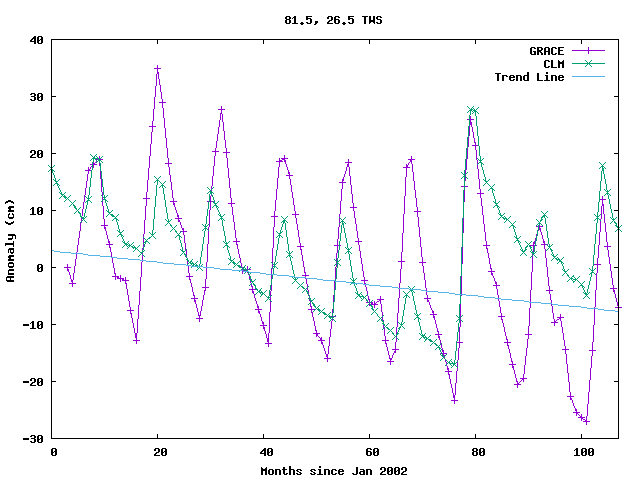 81.5, 26.5 TWS
GRACE
CLM
Trend Line
40
30
20
10
0
-10
-20
-30
Anomaly (cm)
0 20 40 60 80 100
Months since Jan 2002